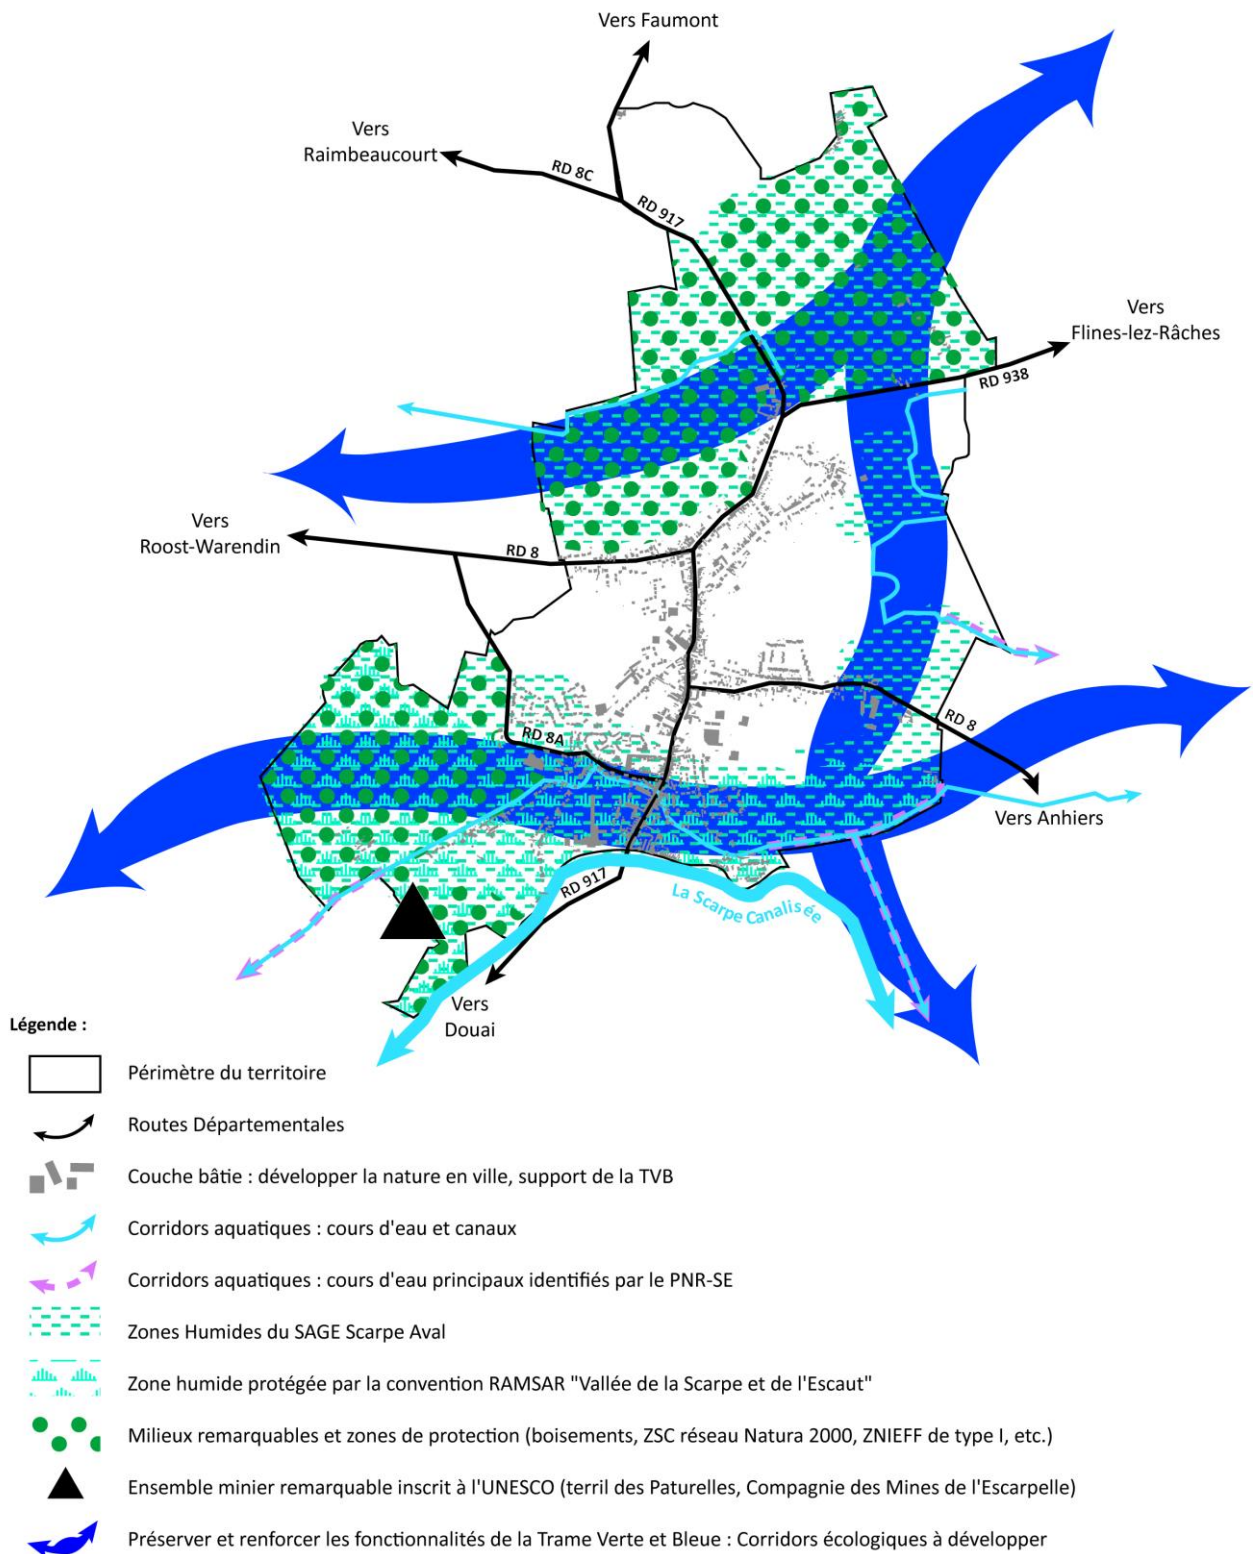 Vers Faumont
Vers
Raimbeaucourt
RD 8C
RD 917
Vers
Flines-lez-Râches
RD 938
Vers
Roost-Warendin
RD 8
RD 8A
RD 8
Vers Anhiers
RD 917
La Scarpe Canalisée
Vers
Douai
Légende :
Périmètre du territoire
Routes Départementales
Couche bâtie : développer la nature en ville, support de la TVB
Corridors aquatiques : cours d'eau et canaux
Corridors aquatiques : cours d'eau principaux identifiés par le PNR-SE
Zones Humides du SAGE Scarpe Aval
Zone humide protégée par la convention RAMSAR "Vallée de la Scarpe et de l'Escaut"
Milieux remarquables et zones de protection (boisements, ZSC réseau Natura 2000, ZNIEFF de type I, etc.)
Ensemble minier remarquable inscrit à l'UNESCO (terril des Paturelles, Compagnie des Mines de l'Escarpelle)
Préserver et renforcer les fonctionnalités de la Trame Verte et Bleue : Corridors écologiques à développer